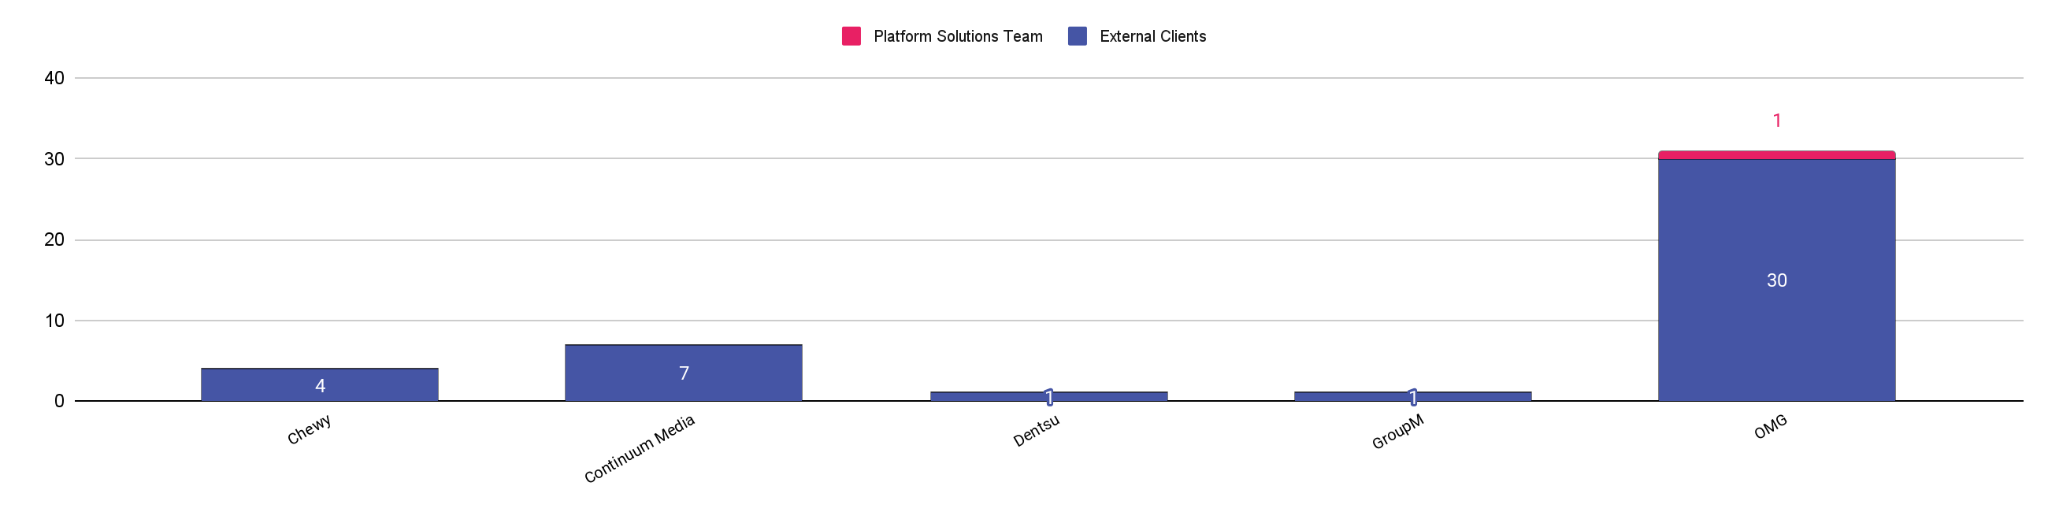 Platform Solutions Team
External Clients
40
30
20
10
0
1
30
4
7
1
1
Chewy
Continuum Media
Dentsu
GroupM
OMG